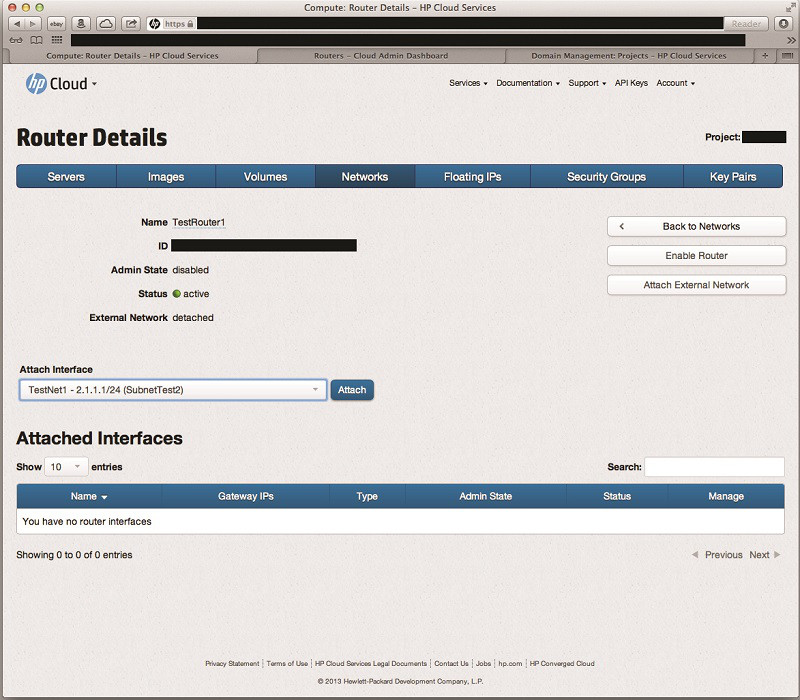 Compute: Router Details – HP Cloud Services
ebay
hp https
Reader
Compute: Router Details – HP Cloud Services Routers – Cloud Admin Dashboard Domain Management: Projects – HP Cloud Services
hp Cloud
Services Documentation Support API Keys Account
Router Details
Project:
Servers Images Volumes Networks Floating IPs Security Groups Key Pairs
Name TestRouter1
Back to Networks
ID
Enable Router
Admin State disabled
Attach External Network
Status active
External Network detached
Attach Interface
TestNet1 - 2.1.1.1/24 (SubnetTest2) Attach
Attached Interfaces
Show 10 entries Search:
Name Gateway IPs Type Admin State Status Manage
You have no router interfaces
Showing 0 to 0 of 0 entries Previous Next
Privacy Statement Terms of Use HP Cloud Services Legal Documents Contact Us Jobs hp.com HP Converged Cloud
© 2013 Hewlett-Packard Development Company, L.P.